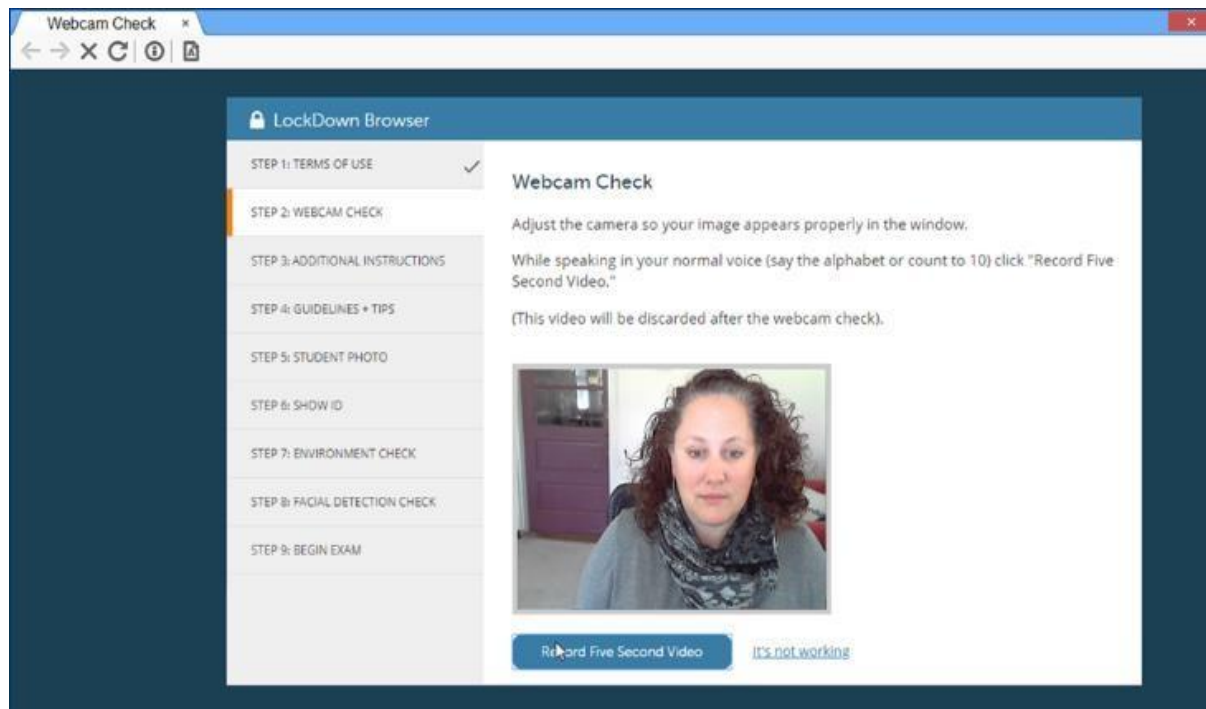 Webcam Check
LockDown Browser
STEP 1: TERMS OF USE
STEP 2: WEBCAM CHECK
STEP 3: ADDITIONAL INSTRUCTIONS
STEP 4: GUIDELINES + TIPS
STEP 5: STUDENT PHOTO
STEP 6: SHOW ID
STEP 7: ENVIRONMENT CHECK
STEP 8: FACIAL DETECTION CHECK
STEP 9: BEGIN EXAM
Webcam Check
Adjust the camera so your image appears properly in the window.
While speaking in your normal voice (say the alphabet or count to 10) click "Record Five
Second Video."
(This video will be discarded after the webcam check).
Record Five Second Video
It's not working